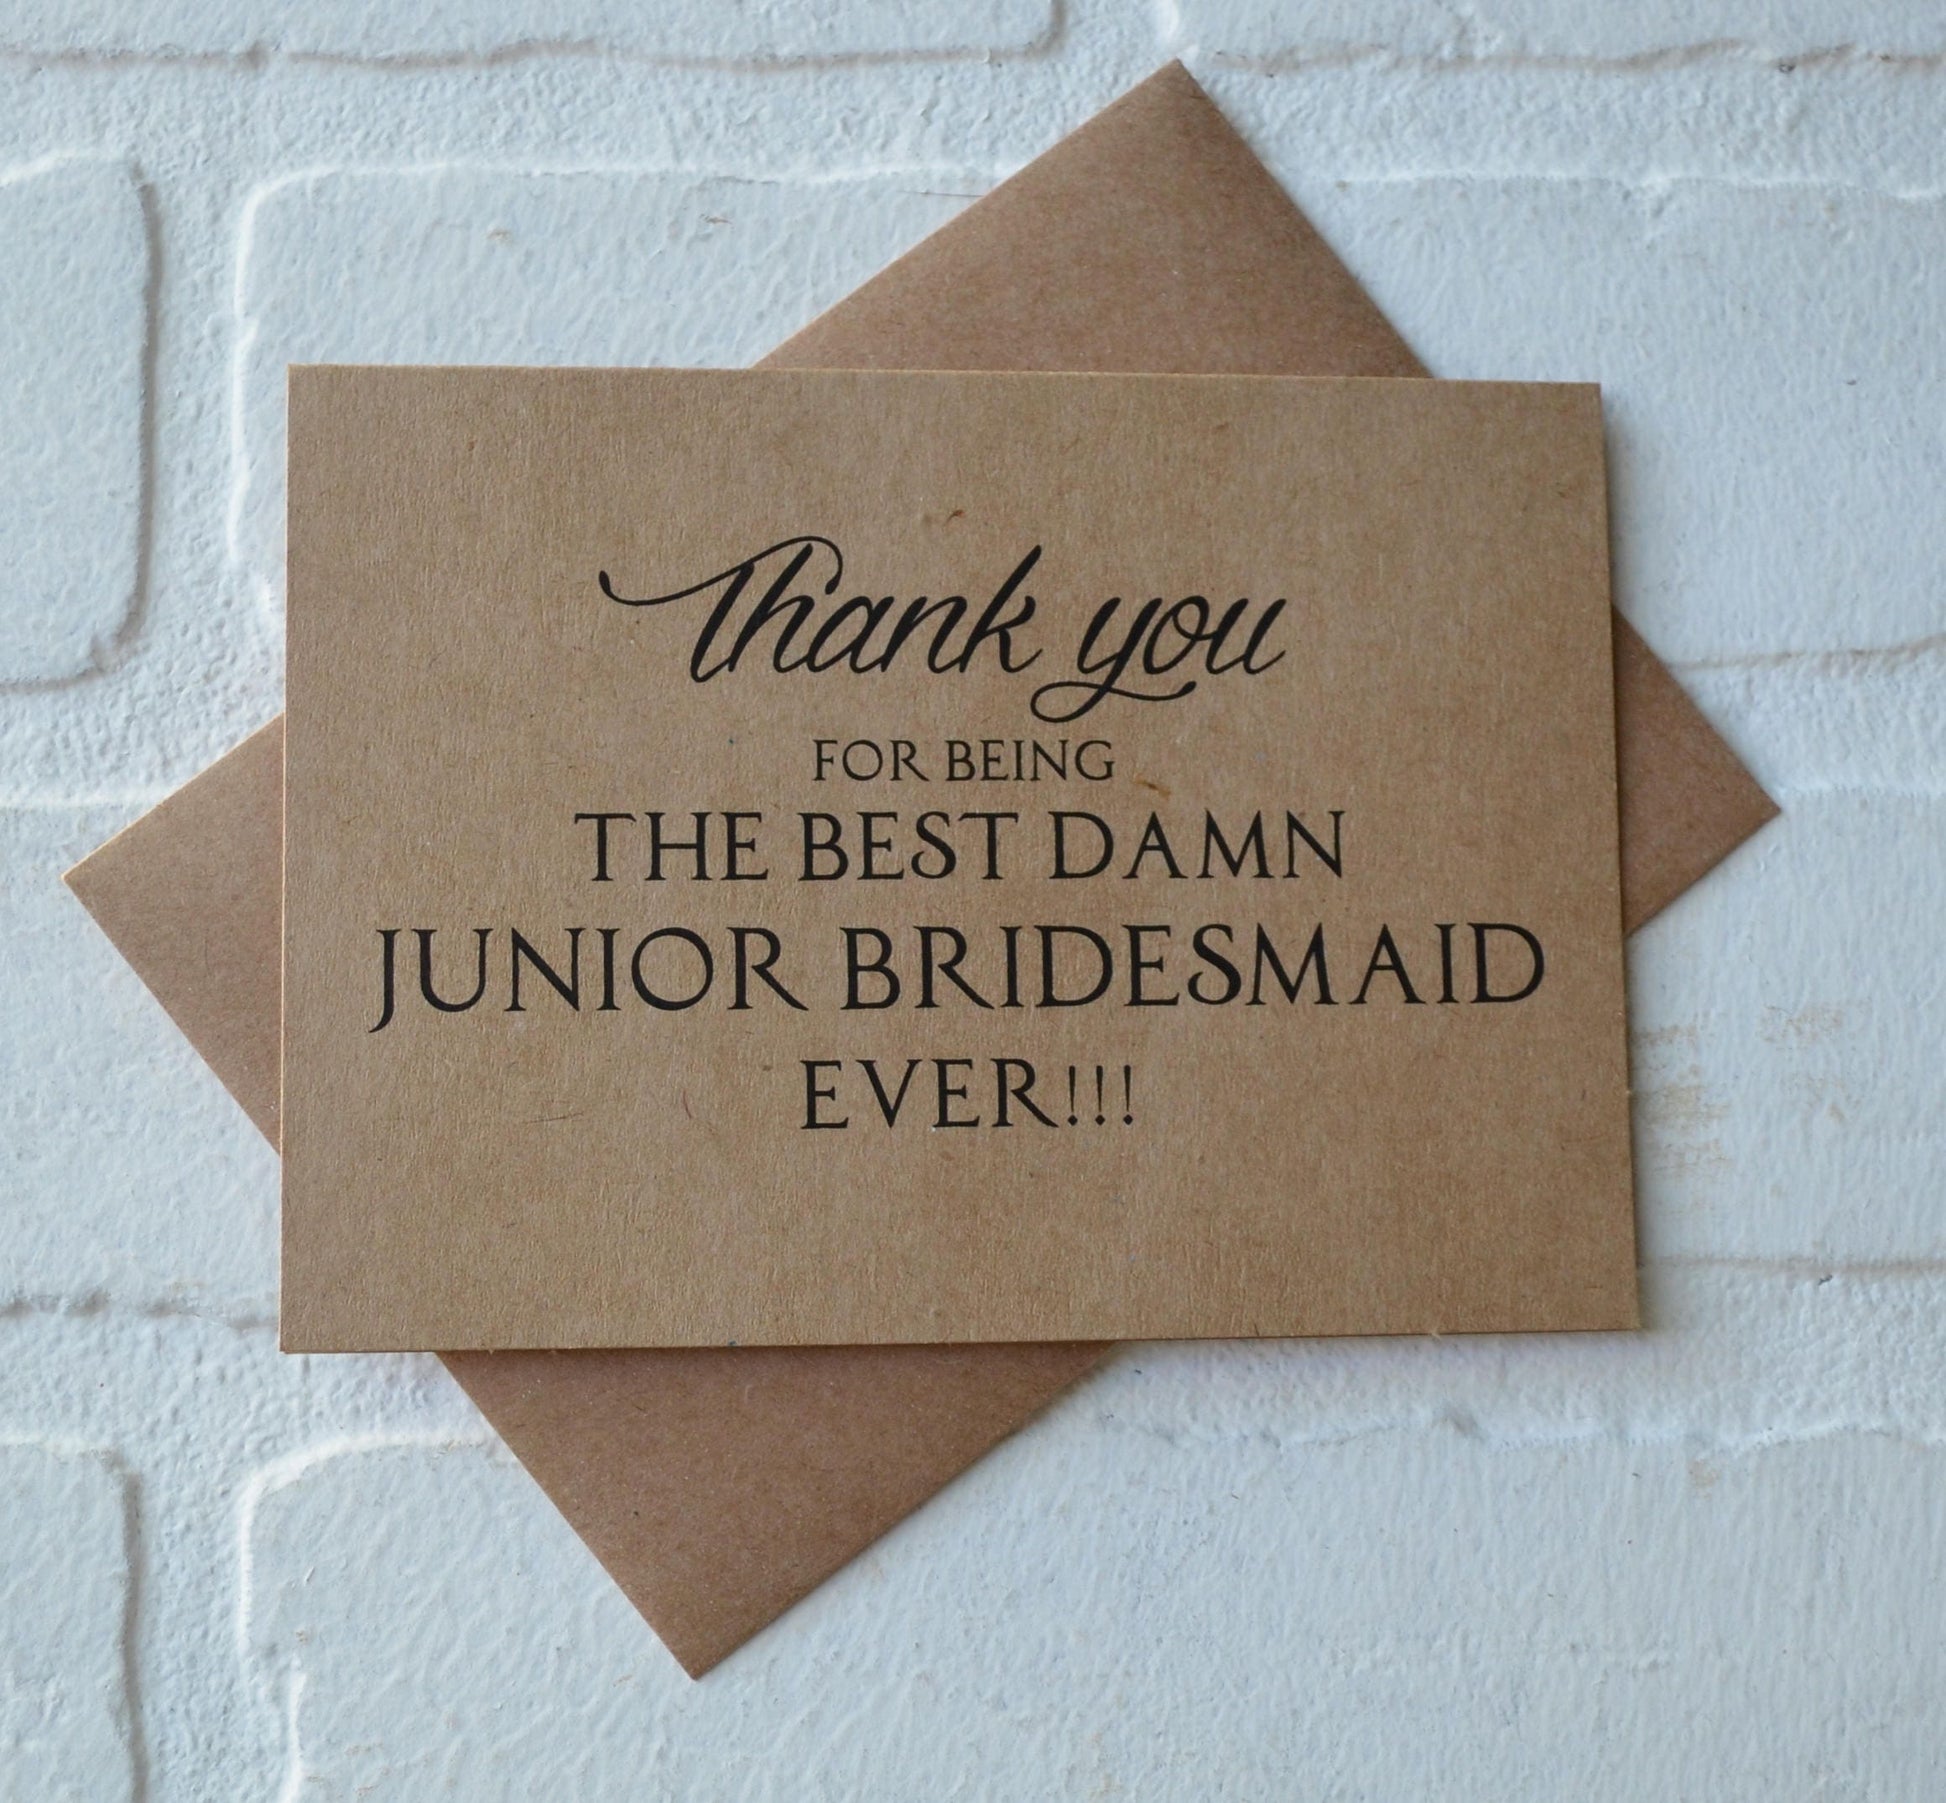 Thank you
FOR BEING
THE BEST DAMN
JUNIOR BRIDESMAID
EVER!!!